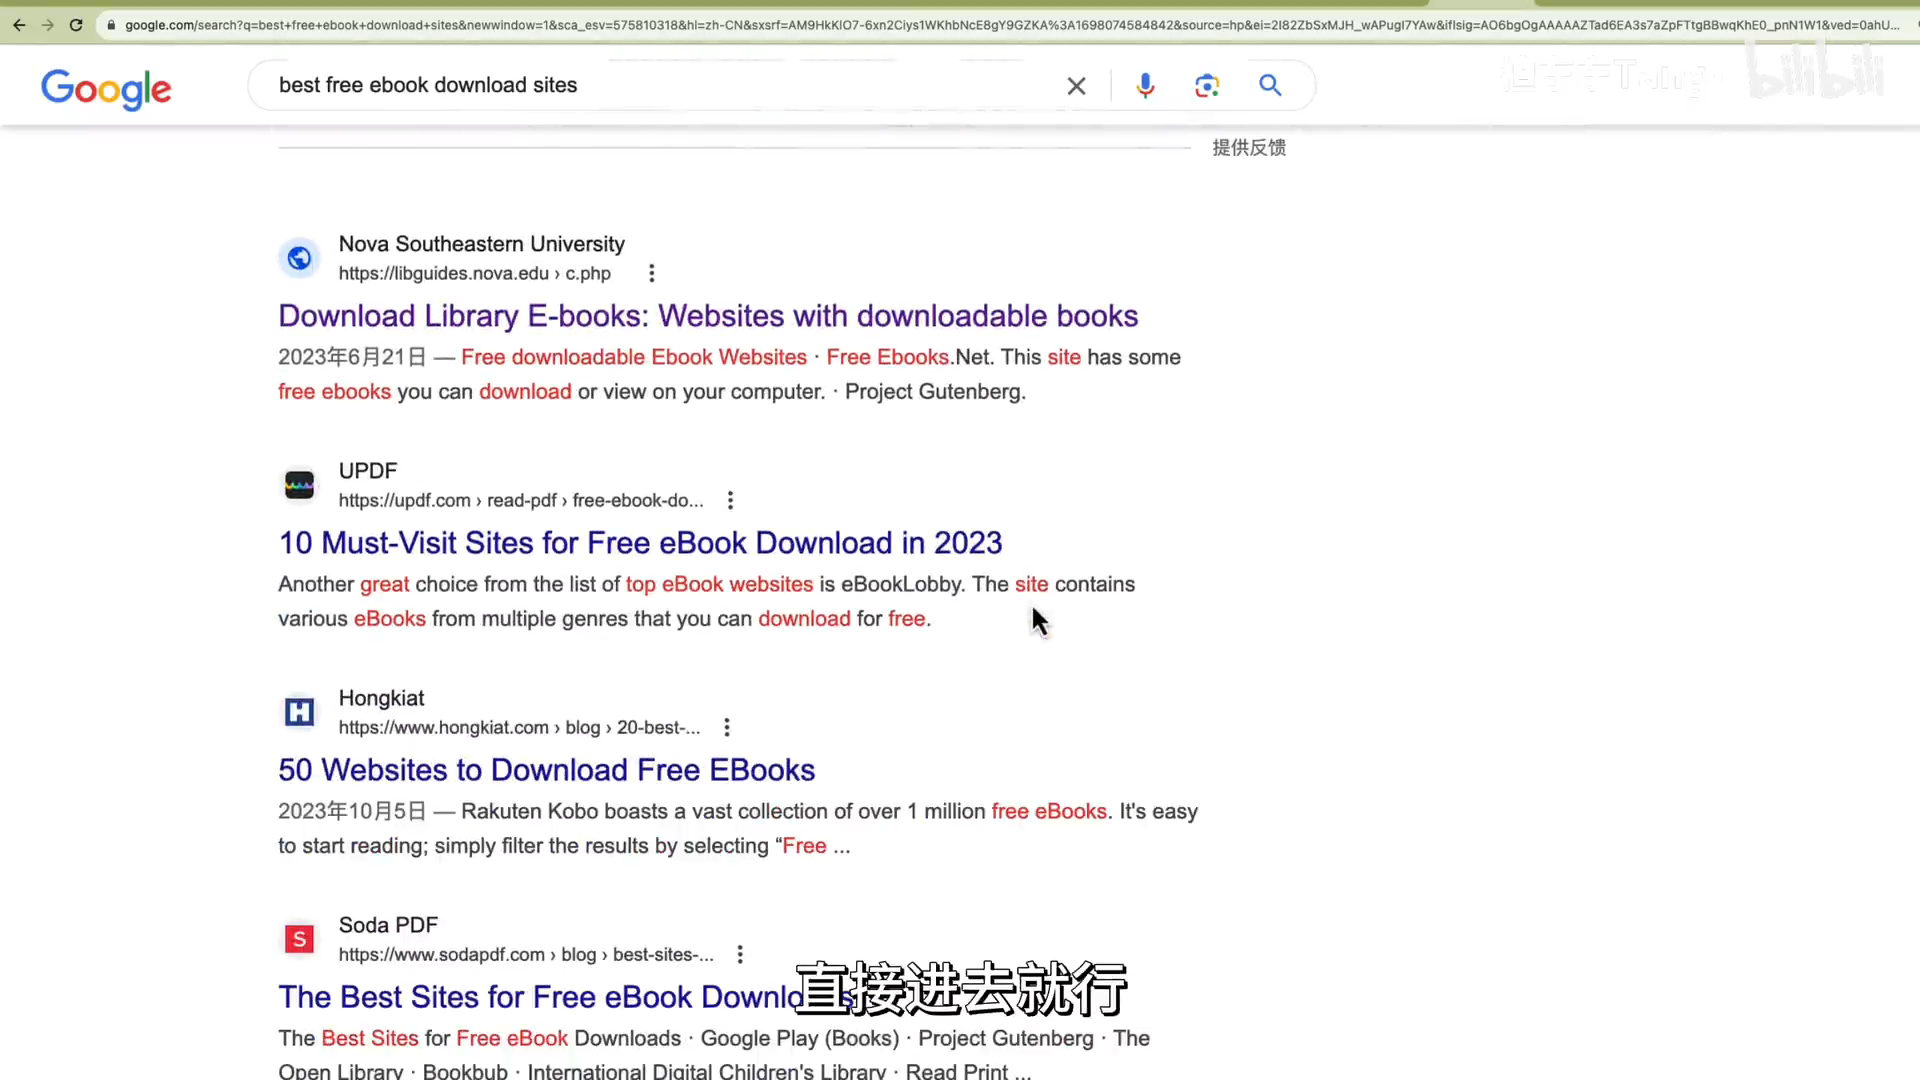 google.com/search?q=best+free+ebook+download+sites&newwindow=1&sca_esv=575810318&hl=zh-CN&sxsrf=AM9HkKlO7-6xn2Ciys1WKhbNcE8gY9GZKA%3A1698074584842&source=hp&ei=2I82ZbSxMJH_wAPugI7YAw&iflsig=AO6bgOgAAAAAZTad6EA3s7aZpFTtgBBwqKhE0_pnN1W1&ved=0ahU...
Google
best free ebook download sites
bilibili
提供反馈
Nova Southeastern University
https://libguides.nova.edu › c.php
Download Library E-books: Websites with downloadable books
2023年6月21日 — Free downloadable Ebook Websites · Free Ebooks.Net. This site has some
free ebooks you can download or view on your computer. · Project Gutenberg.
UPDF
https://updf.com › read-pdf › free-ebook-do...
10 Must-Visit Sites for Free eBook Download in 2023
Another great choice from the list of top eBook websites is eBookLobby. The site contains
various eBooks from multiple genres that you can download for free.
Hongkiat
https://www.hongkiat.com › blog › 20-best-...
50 Websites to Download Free EBooks
2023年10月5日 — Rakuten Kobo boasts a vast collection of over 1 million free eBooks. It's easy
to start reading; simply filter the results by selecting “Free ...
Soda PDF
https://www.sodapdf.com › blog › best-sites-...
The Best Sites for Free eBook Downloads
直接进去就行
The Best Sites for Free eBook Downloads · Google Play (Books) · Project Gutenberg · The
Open Library · Bookbub · International Digital Children's Library · Read Print ...